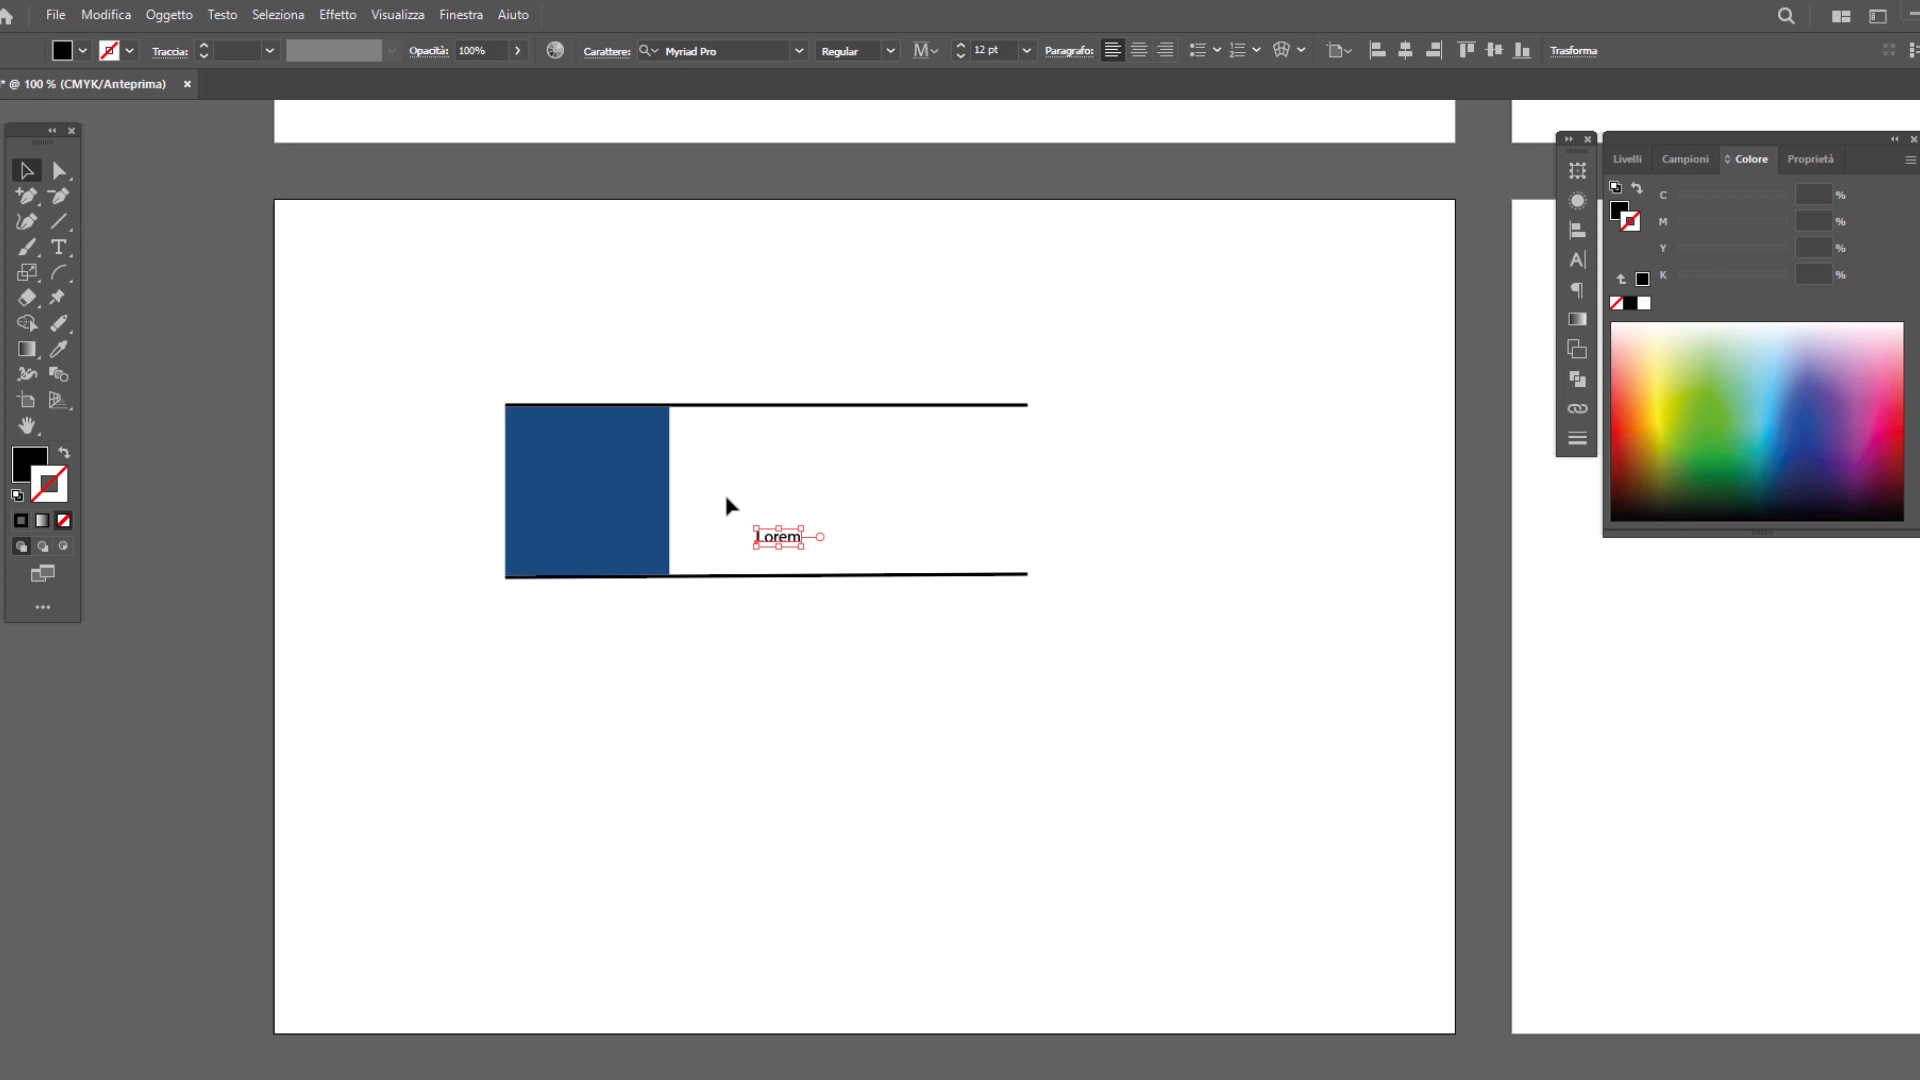 File Modifica Oggetto Testo Seleziona Effetto Visualizza Finestra Aiuto
Traccia: Opacità: 100% Carattere: Myriad Pro Regular 12 pt Paragrafo: Trasforma
* @ 100 % (CMYK/Anteprima)
Livelli Campioni Colore Proprietà
C %
M %
Y %
K %
Lorem